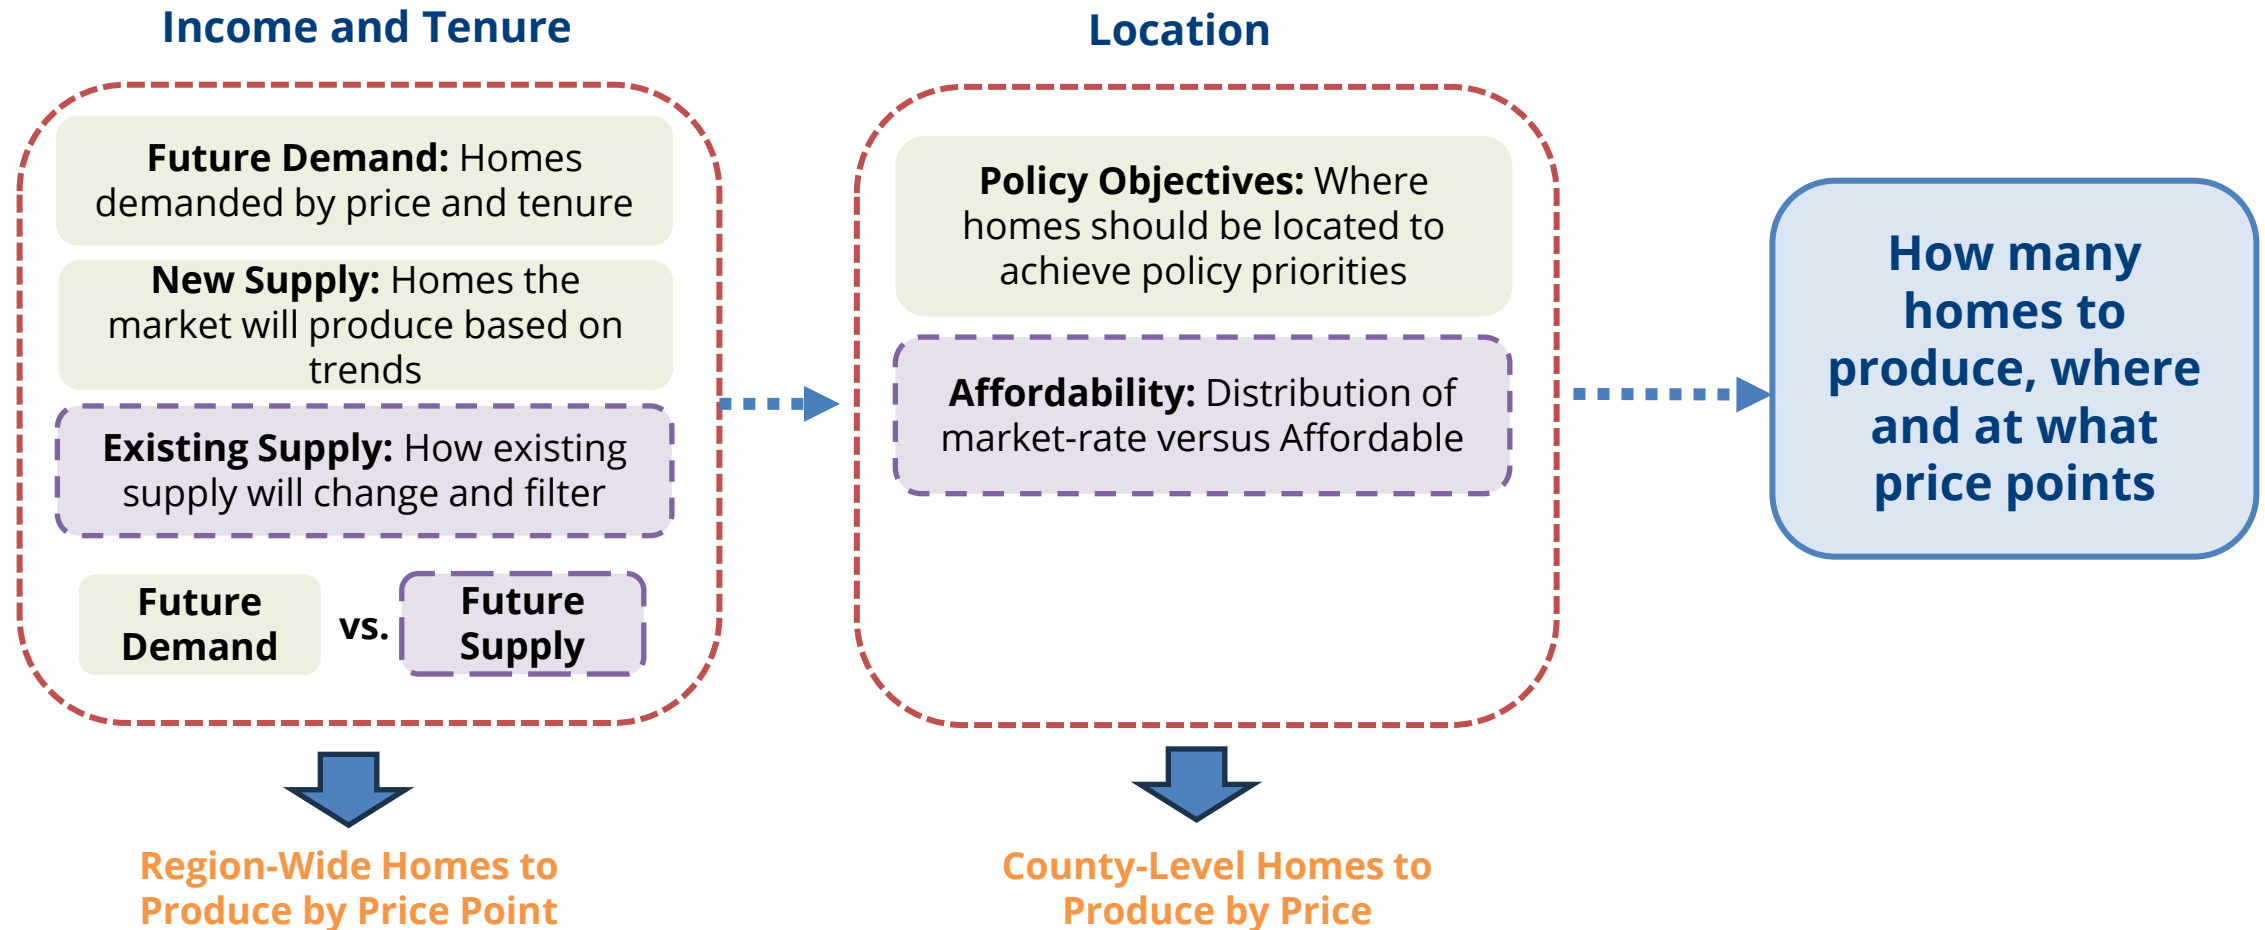 Income and Tenure
Future Demand: Homes
demanded by price and tenure
New Supply: Homes the
market will produce based on
trends
Existing Supply: How existing
supply will change and filter
Future
Demand
vs.
Future
Supply
Region-Wide Homes to
Produce by Price Point
Location
Policy Objectives: Where
homes should be located to
achieve policy priorities
Affordability: Distribution of
market-rate versus Affordable
County-Level Homes to
Produce by Price
How many
homes to
produce, where
and at what
price points